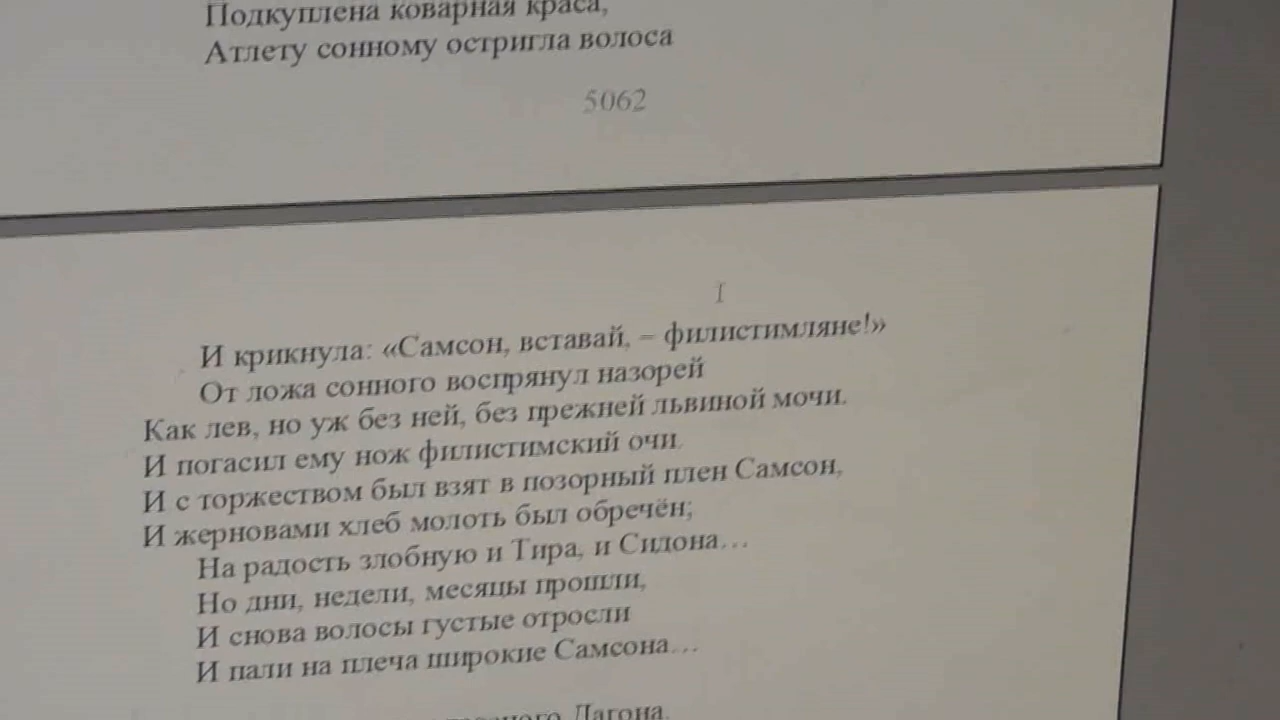 Подкуплена коварная краса,
Атлету сонному остригла волоса
5062
И крикнула: «Самсон, вставай, – филистимляне!»
От ложа сонного воспрянул назорей
Как лев, но уж без ней, без прежней львиной мочи.
И погасил ему нож филистимский очи.
И с торжеством был взят в позорный плен Самсон,
И жерновами хлеб молоть был обречён;
На радость злобную и Тира, и Сидона…
Но дни, недели, месяцы прошли,
И снова волосы густые отросли
И пали на плеча широкие Самсона…
Дагона,